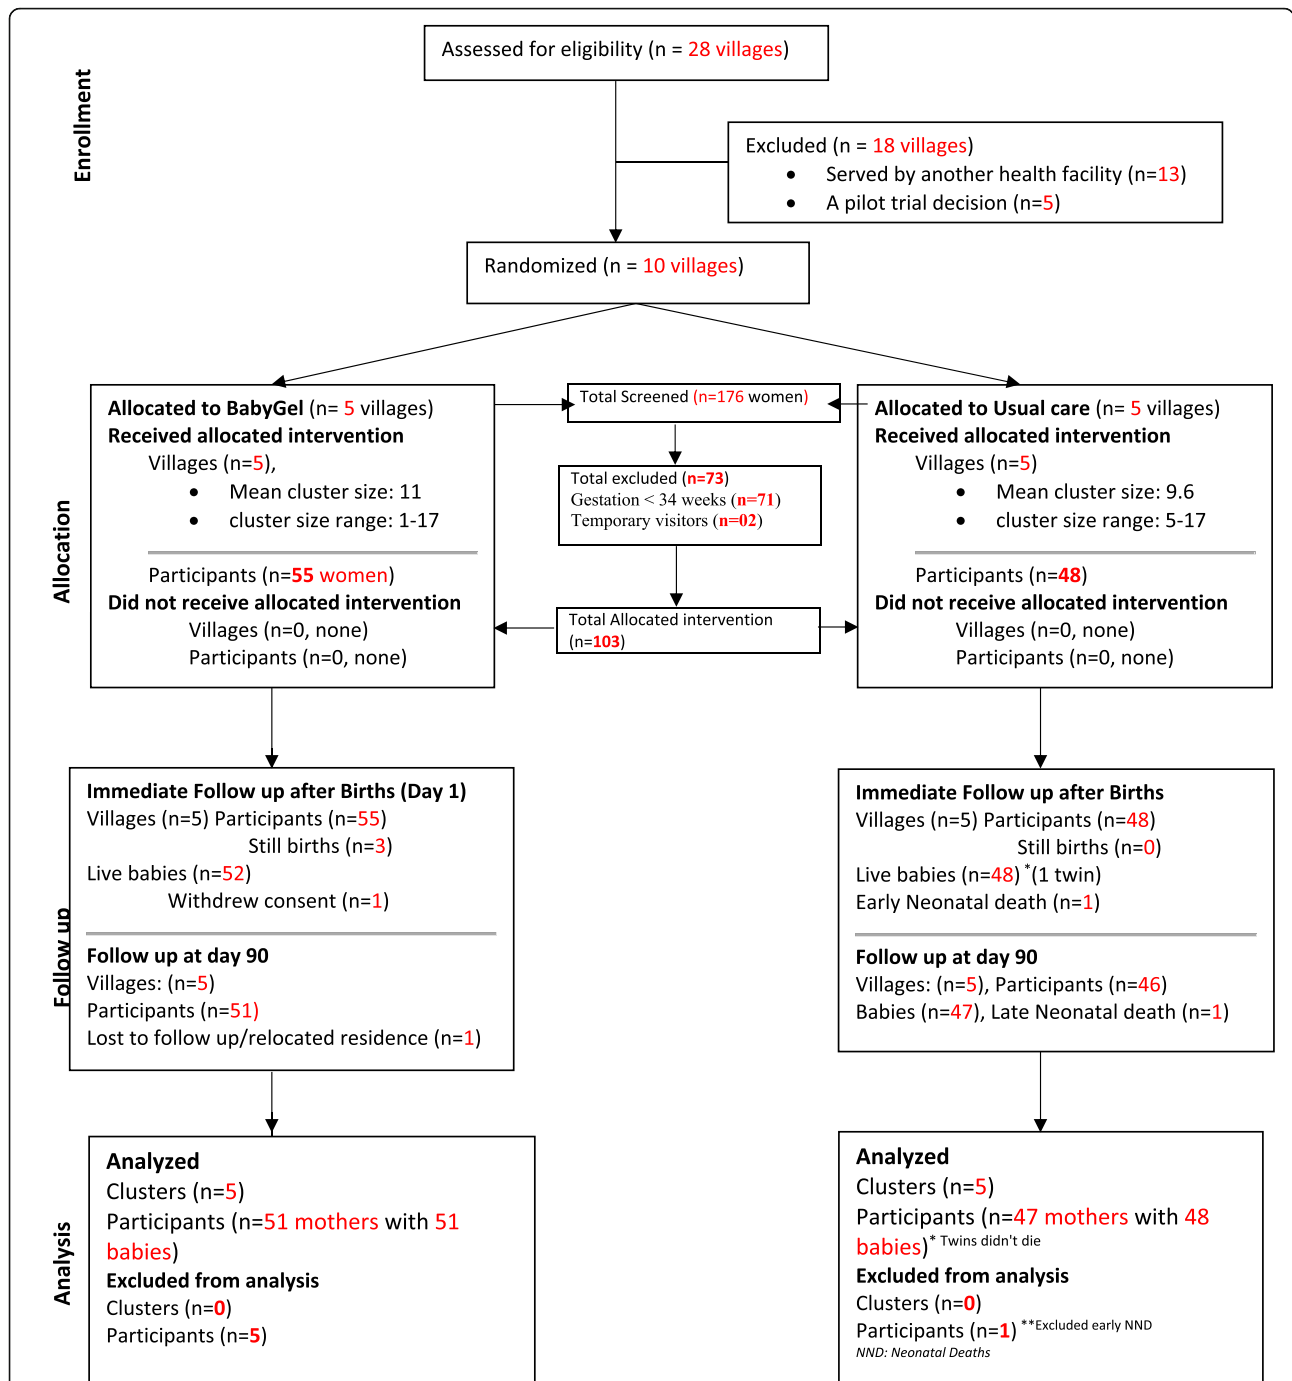 Enrollment
Assessed for eligibility (n = 28 villages)
Excluded (n = 18 villages)
• Served by another health facility (n=13)
• A pilot trial decision (n=5)
Randomized (n = 10 villages)
Allocation
Allocated to BabyGel (n= 5 villages)
Received allocated intervention
Villages (n=5),
• Mean cluster size: 11
• cluster size range: 1-17
Participants (n=55 women)
Did not receive allocated intervention
Villages (n=0, none)
Participants (n=0, none)
Total Screened (n=176 women)
Total excluded (n=73)
Gestation < 34 weeks (n=71)
Temporary visitors (n=02)
Total Allocated intervention
(n=103)
Allocated to Usual care (n= 5 villages)
Received allocated intervention
Villages (n=5)
• Mean cluster size: 9.6
• cluster size range: 5-17
Participants (n=48)
Did not receive allocated intervention
Villages (n=0, none)
Participants (n=0, none)
Follow up
Immediate Follow up after Births (Day 1)
Villages (n=5) Participants (n=55)
Still births (n=3)
Live babies (n=52)
Withdrew consent (n=1)
Follow up at day 90
Villages: (n=5)
Participants (n=51)
Lost to follow up/relocated residence (n=1)
Immediate Follow up after Births
Villages (n=5) Participants (n=48)
Still births (n=0)
Live babies (n=48) *(1 twin)
Early Neonatal death (n=1)
Follow up at day 90
Villages: (n=5), Participants (n=46)
Babies (n=47), Late Neonatal death (n=1)
Analysis
Analyzed
Clusters (n=5)
Participants (n=51 mothers with 51
babies)
Excluded from analysis
Clusters (n=0)
Participants (n=5)
Analyzed
Clusters (n=5)
Participants (n=47 mothers with 48
babies)* Twins didn't die
Excluded from analysis
Clusters (n=0)
Participants (n=1) **Excluded early NND
NND: Neonatal Deaths